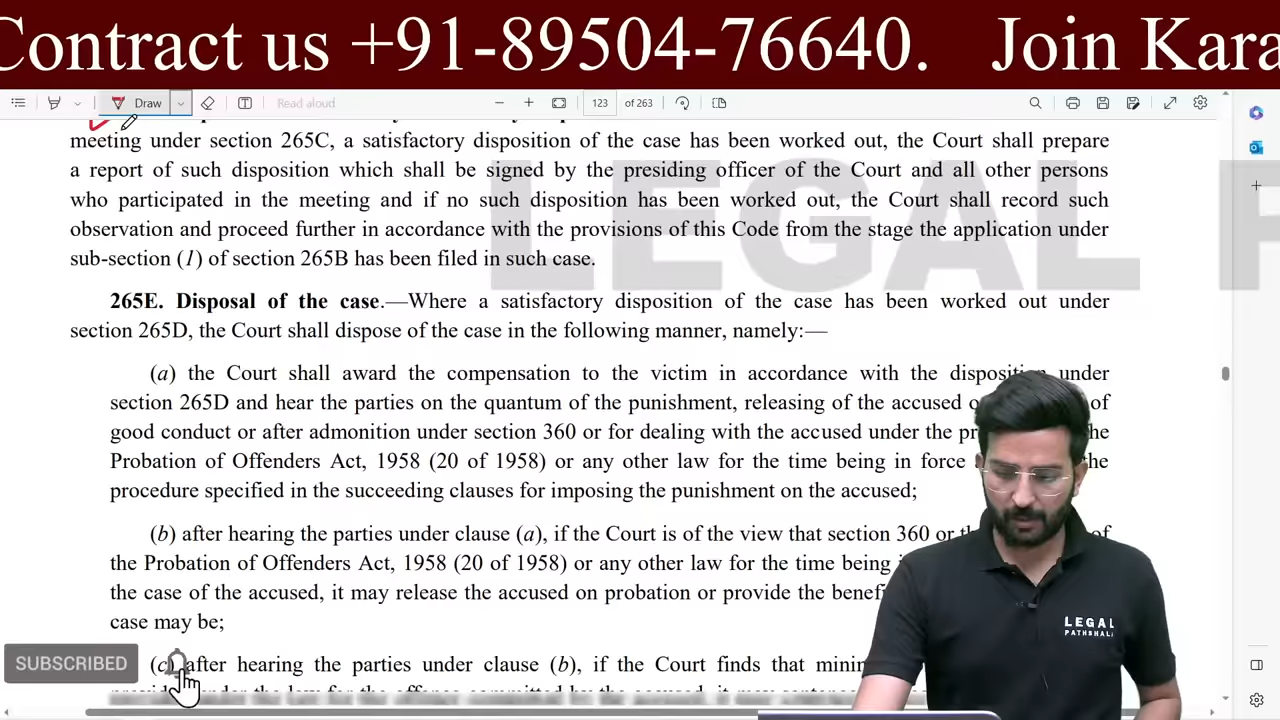 Contract us +91-89504-76640. Join Kara
Draw Read aloud 123 of 263
meeting under section 265C, a satisfactory disposition of the case has been worked out, the Court shall prepare
a report of such disposition which shall be signed by the presiding officer of the Court and all other persons
who participated in the meeting and if no such disposition has been worked out, the Court shall record such
observation and proceed further in accordance with the provisions of this Code from the stage the application under
sub-section (1) of section 265B has been filed in such case.
LEGAL P
265E. Disposal of the case.—Where a satisfactory disposition of the case has been worked out under
section 265D, the Court shall dispose of the case in the following manner, namely:—
(a) the Court shall award the compensation to the victim in accordance with the disposition under
section 265D and hear the parties on the quantum of the punishment, releasing of the accused of
good conduct or after admonition under section 360 or for dealing with the accused under the
Probation of Offenders Act, 1958 (20 of 1958) or any other law for the time being in force the
procedure specified in the succeeding clauses for imposing the punishment on the accused;
(b) after hearing the parties under clause (a), if the Court is of the view that section 360 or of
the Probation of Offenders Act, 1958 (20 of 1958) or any other law for the time being
the case of the accused, it may release the accused on probation or provide the
case may be;
LEGAL
PATHSHALA
SUBSCRIBED
(c) after hearing the parties under clause (b), if the Court finds that